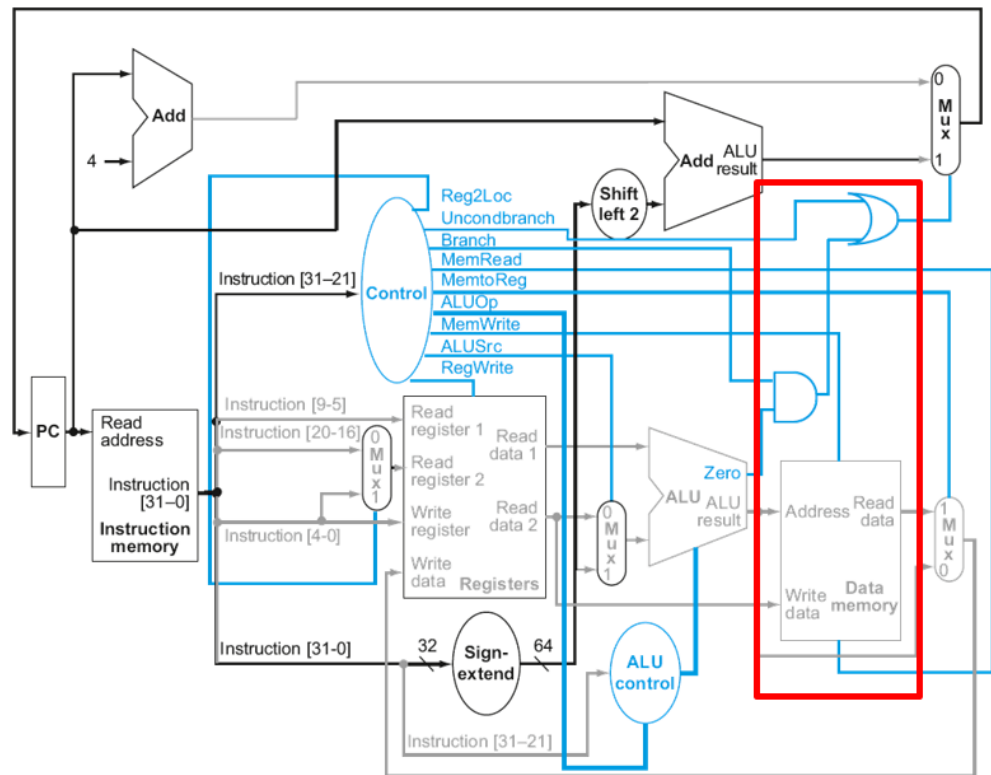 Add
4
0
Mux
1
Add
ALU
result
Shift
left 2
Reg2Loc
Uncondbranch
Branch
MemRead
MemtoReg
ALUOp
MemWrite
ALUSrc
RegWrite
Instruction [31–21]
Control
PC
Read
address
Instruction
[31–0]
Instruction
memory
Instruction [9-5]
Instruction [20-16]
Instruction [4-0]
0
Mux
1
Read
register 1
Read
register 2
Write
register
Write
data
Read
data 1
Read
data 2
Registers
0
Mux
1
Zero
ALU
ALU
result
Address
Read
data
Write
data
Data
memory
1
Mux
0
Instruction [31-0]
32
Sign-
extend
64
ALU
control
Instruction [31–21]